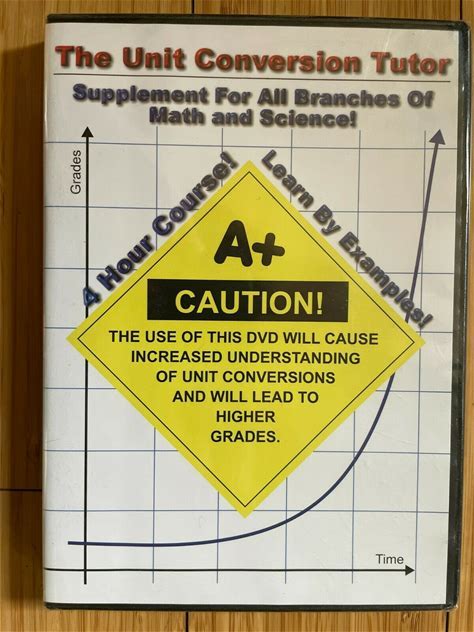 The Unit Conversion Tutor
Supplement For All Branches Of
Math and Science!
Grades
4 Hour Course!
Learn By Examples!
A+
CAUTION!
THE USE OF THIS DVD WILL CAUSE
INCREASED UNDERSTANDING
OF UNIT CONVERSIONS
AND WILL LEAD TO
HIGHER
GRADES.
Time